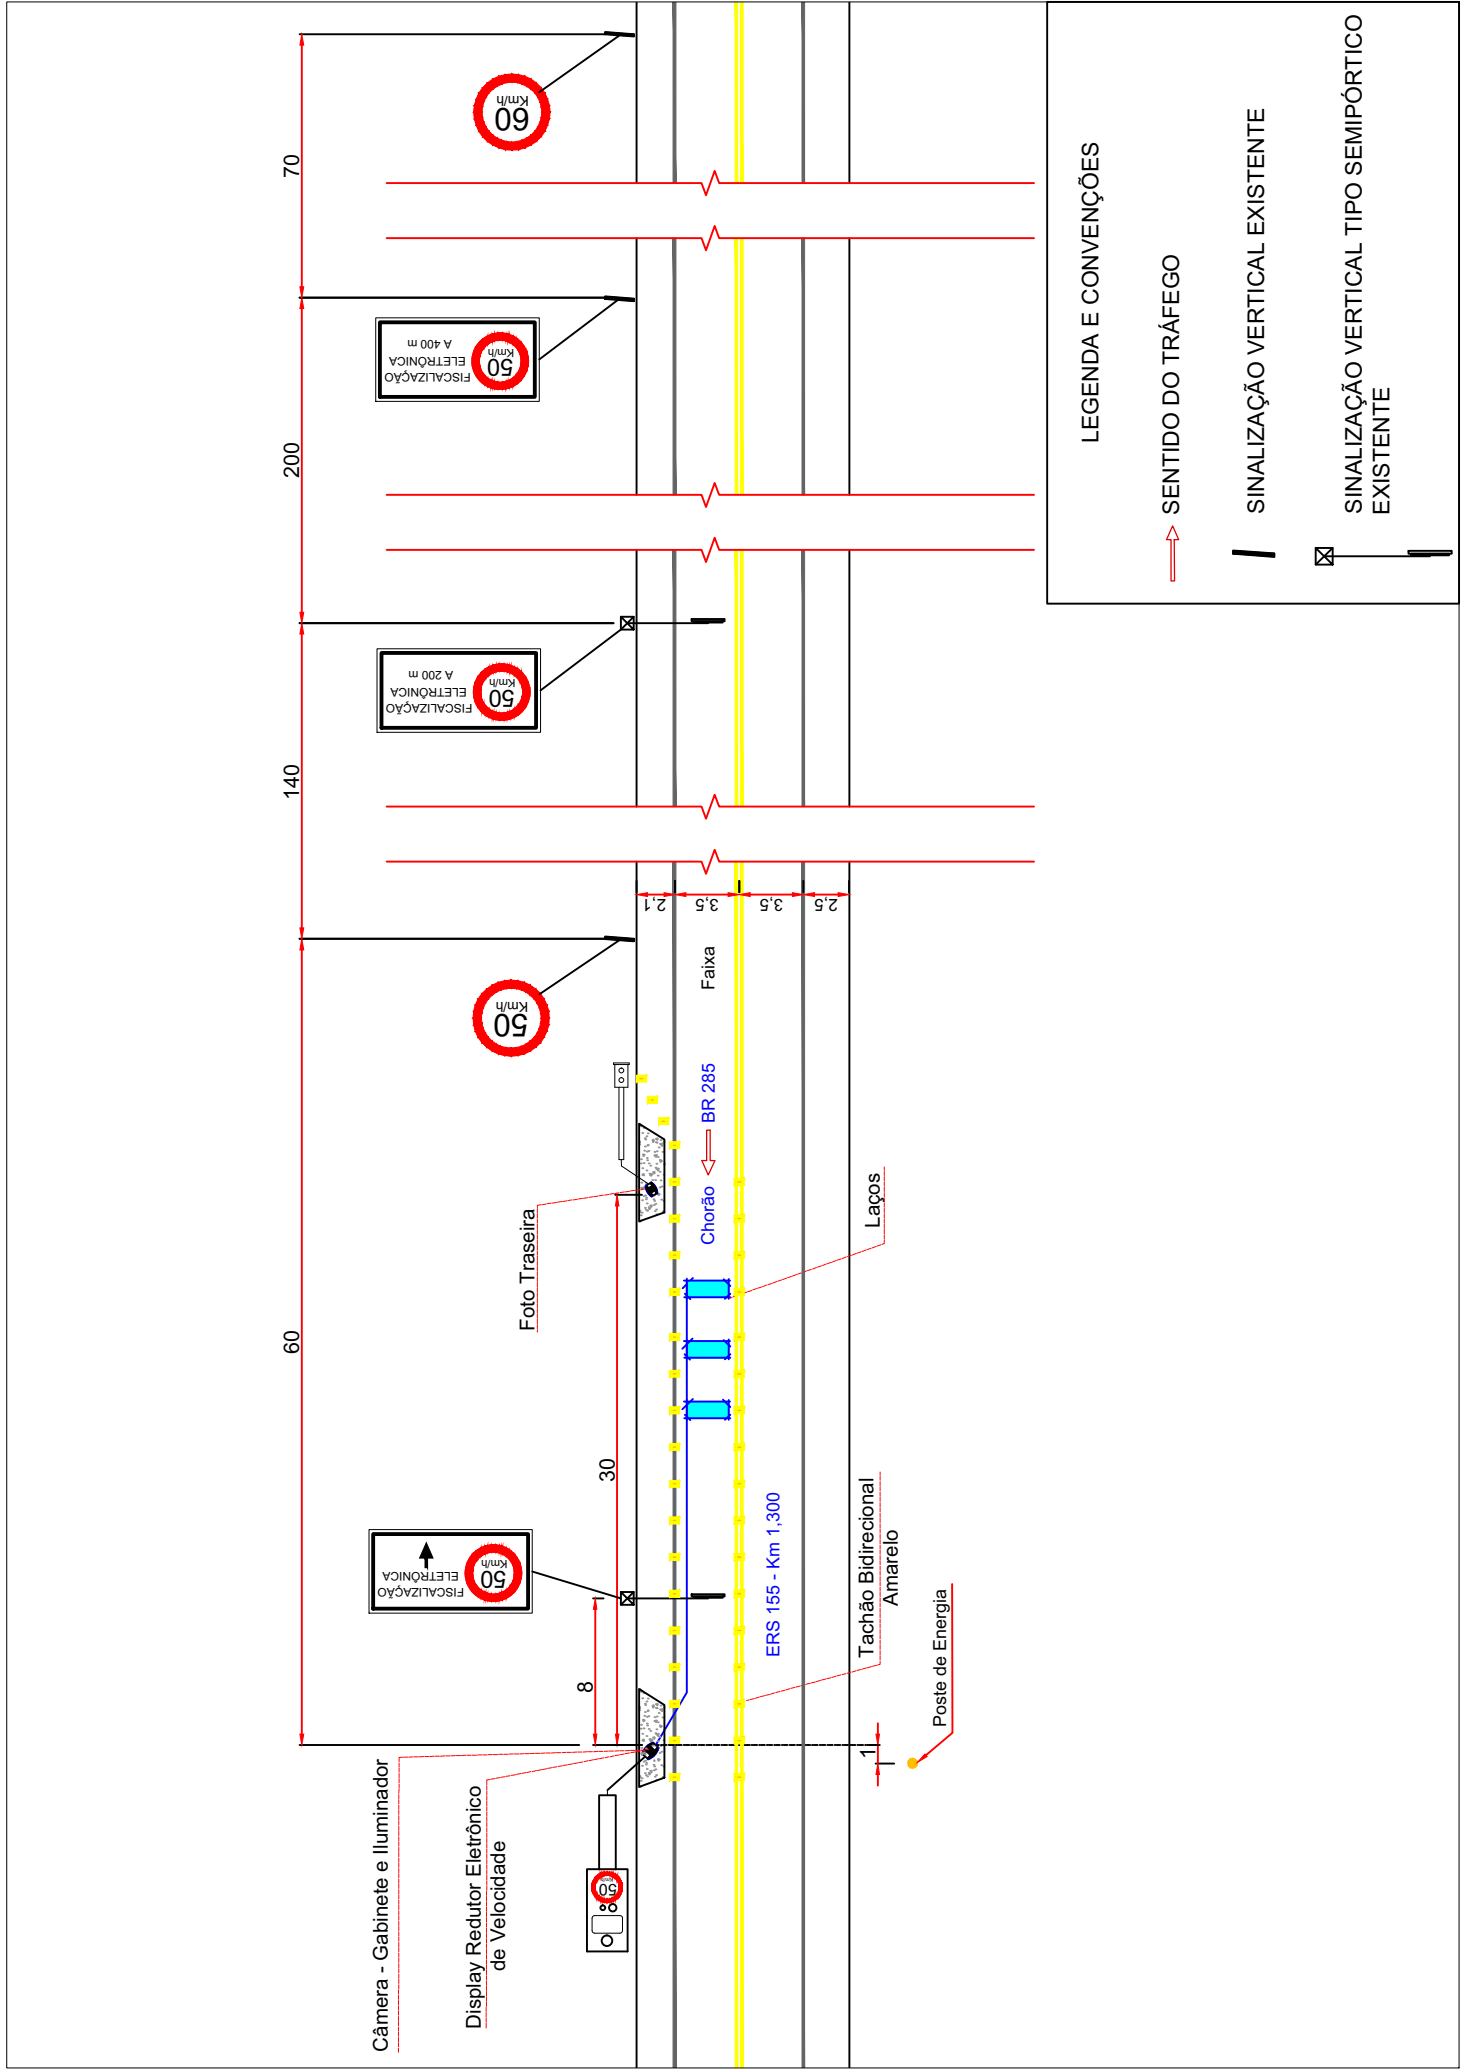 70
200
140
60
30
8
1
60
Km/h
FISCALIZAÇÃO
ELETRÔNICA
A 400 m
50
Km/h
FISCALIZAÇÃO
ELETRÔNICA
A 200 m
50
Km/h
50
Km/h
FISCALIZAÇÃO
ELETRÔNICA
50
Km/h
50
Km/h
2,1
3,5
3,5
2,5
Faixa
Chorão
BR 285
Foto Traseira
Laços
ERS 155 - Km 1,300
Tachão Bidirecional
Amarelo
Poste de Energia
Câmera - Gabinete e Iluminador
Display Redutor Eletrônico
de Velocidade
LEGENDA E CONVENÇÕES
SENTIDO DO TRÁFEGO
SINALIZAÇÃO VERTICAL EXISTENTE
SINALIZAÇÃO VERTICAL TIPO SEMIPÓRTICO
EXISTENTE